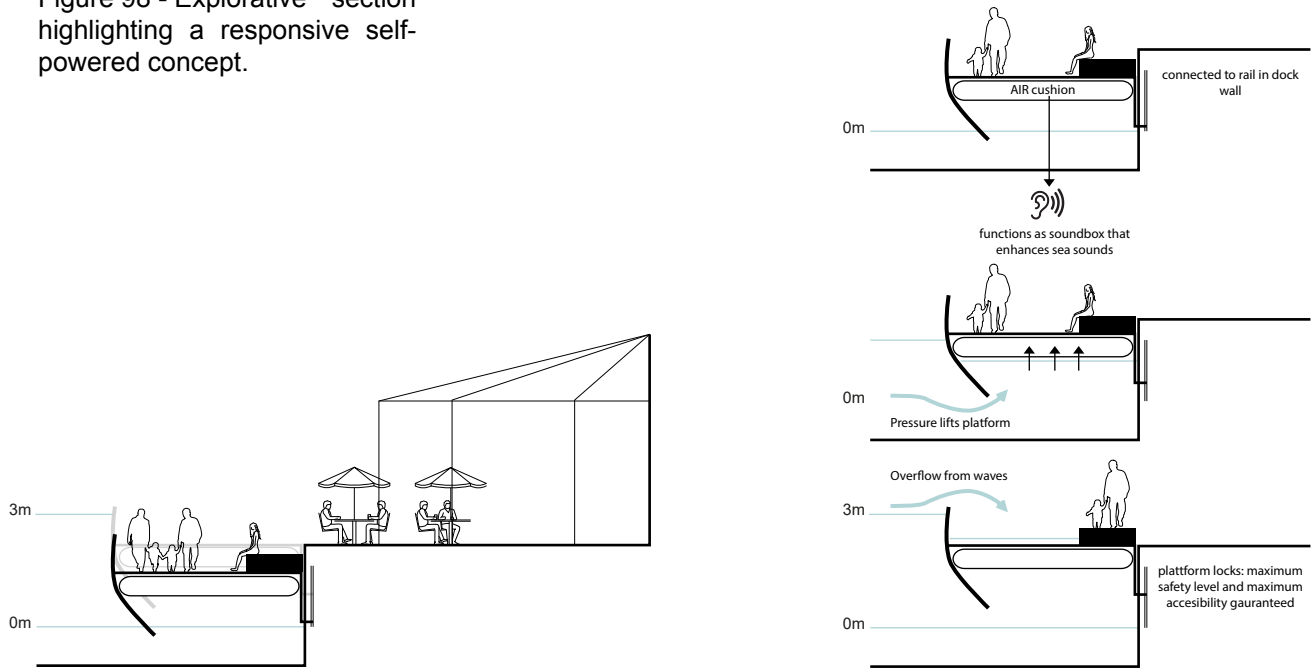 Figure 98 - Explorative section
highlighting a responsive self-
powered concept.
3m
0m
AIR cushion
connected to rail in dock
wall
0m
functions as soundbox that
enhances sea sounds
0m
Pressure lifts platform
Overflow from waves
3m
plattform locks: maximum
safety level and maximum
accesibility gauranteed
0m